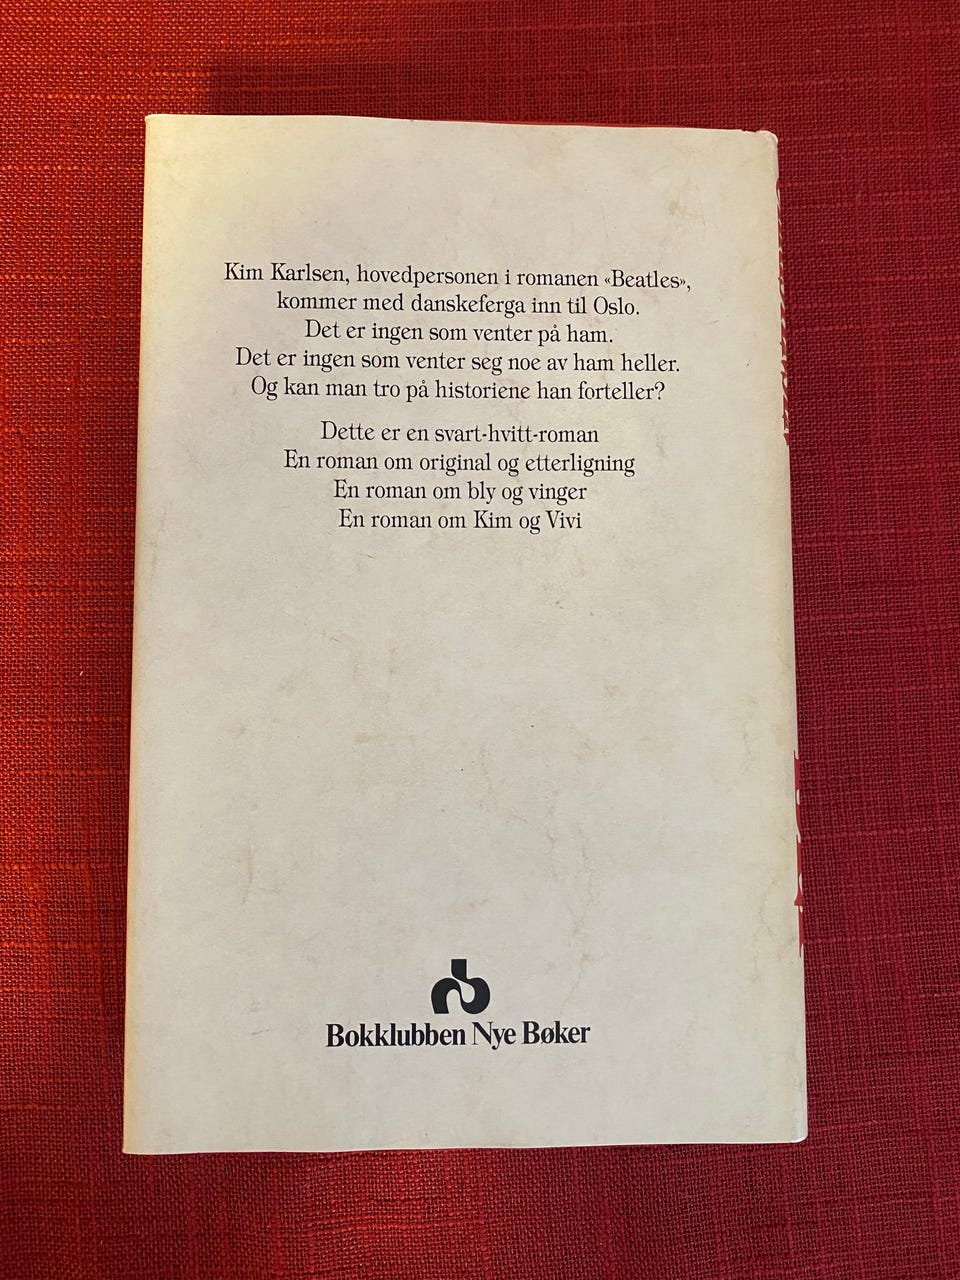 Kim Karlsen, hovedpersonen i romanen «Beatles»,
kommer med danskeferga inn til Oslo.
Det er ingen som venter på ham.
Det er ingen som venter seg noe av ham heller.
Og kan man tro på historiene han forteller?
Dette er en svart-hvitt-roman
En roman om original og etterligning
En roman om bly og vinger
En roman om Kim og Vivi
Bokklubben Nye Bøker